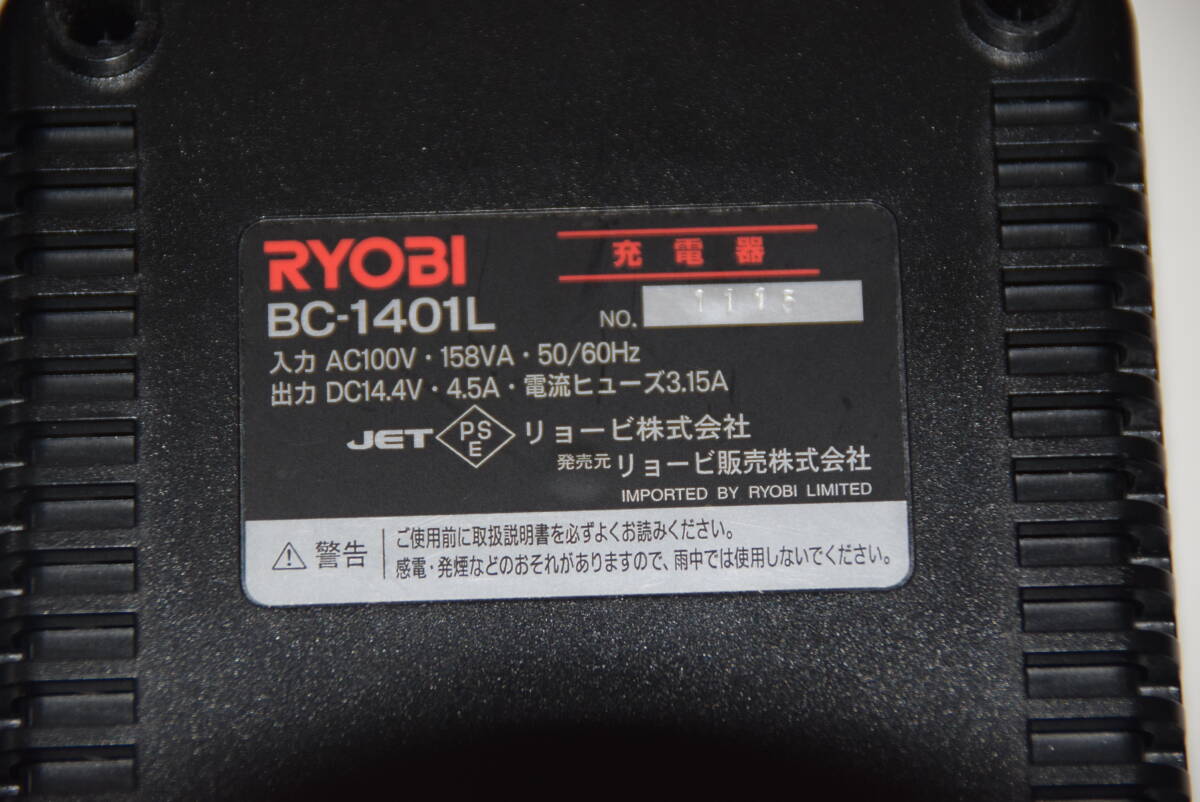 RYOBI
充電器
BC-1401L
NO.
入力 AC100V・158VA・50/60Hz
出力 DC14.4V・4.5A・電流ヒューズ3.15A
JET PSE リョービ株式会社
発売元 リョービ販売株式会社
IMPORTED BY RYOBI LIMITED
警告
ご使用前に取扱説明書を必ずよくお読みください。
感電・発煙などのおそれがありますので、雨中では使用しないでください。